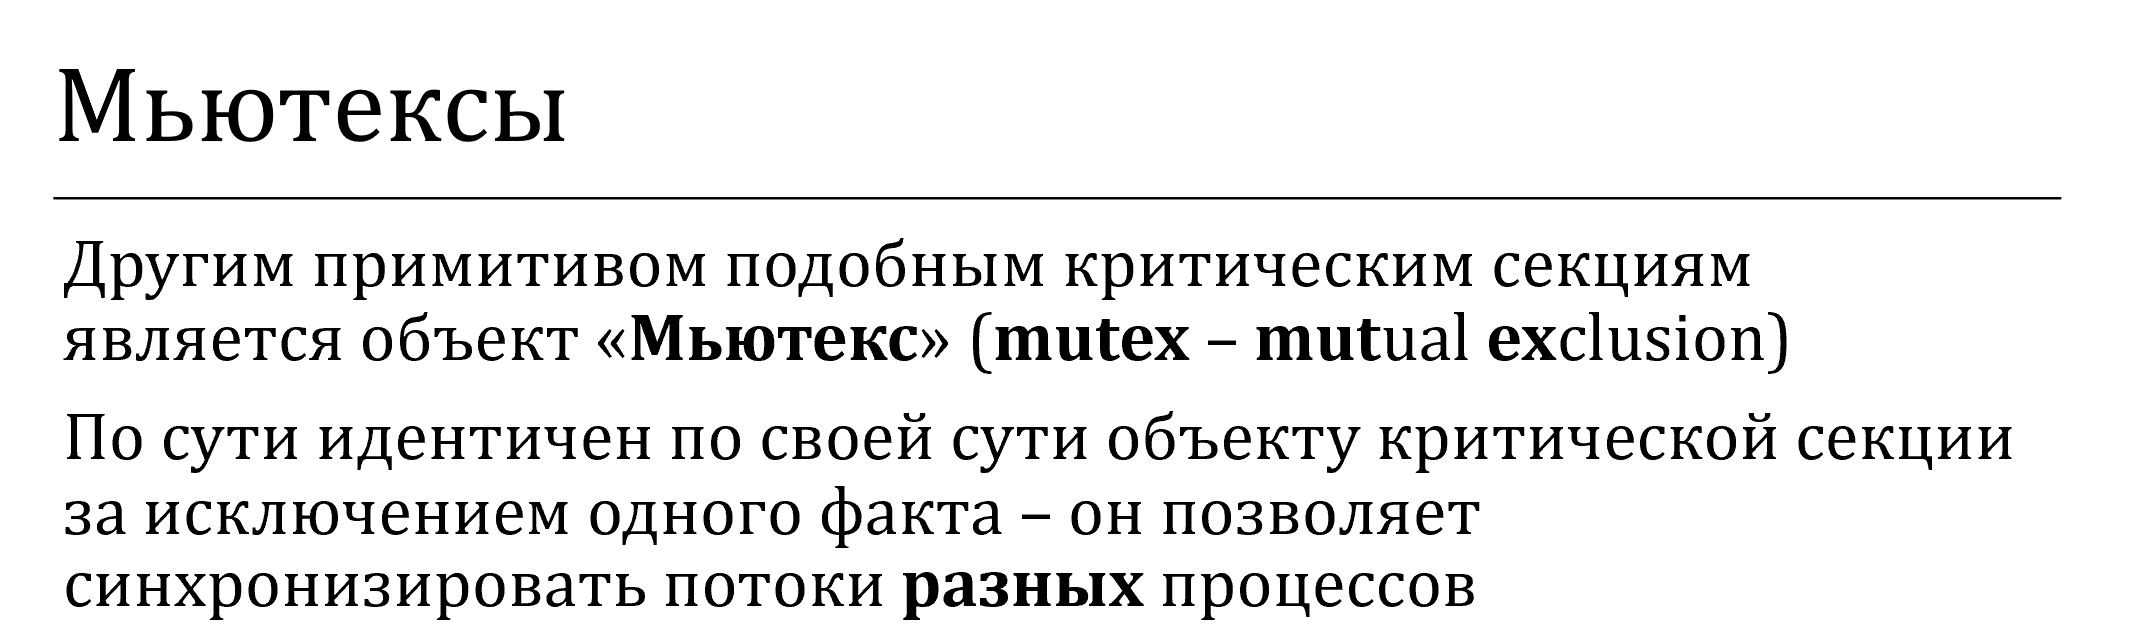 Мьютексы
Другим примитивом подобным критическим секциям
является объект «Мьютекс» (mutex – mutual exclusion)
По сути идентичен по своей сути объекту критической секции
за исключением одного факта – он позволяет
синхронизировать потоки разных процессов